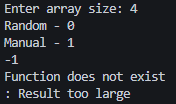 Enter array size: 4
Random - 0
Manual - 1
-1
Function does not exist
: Result too large